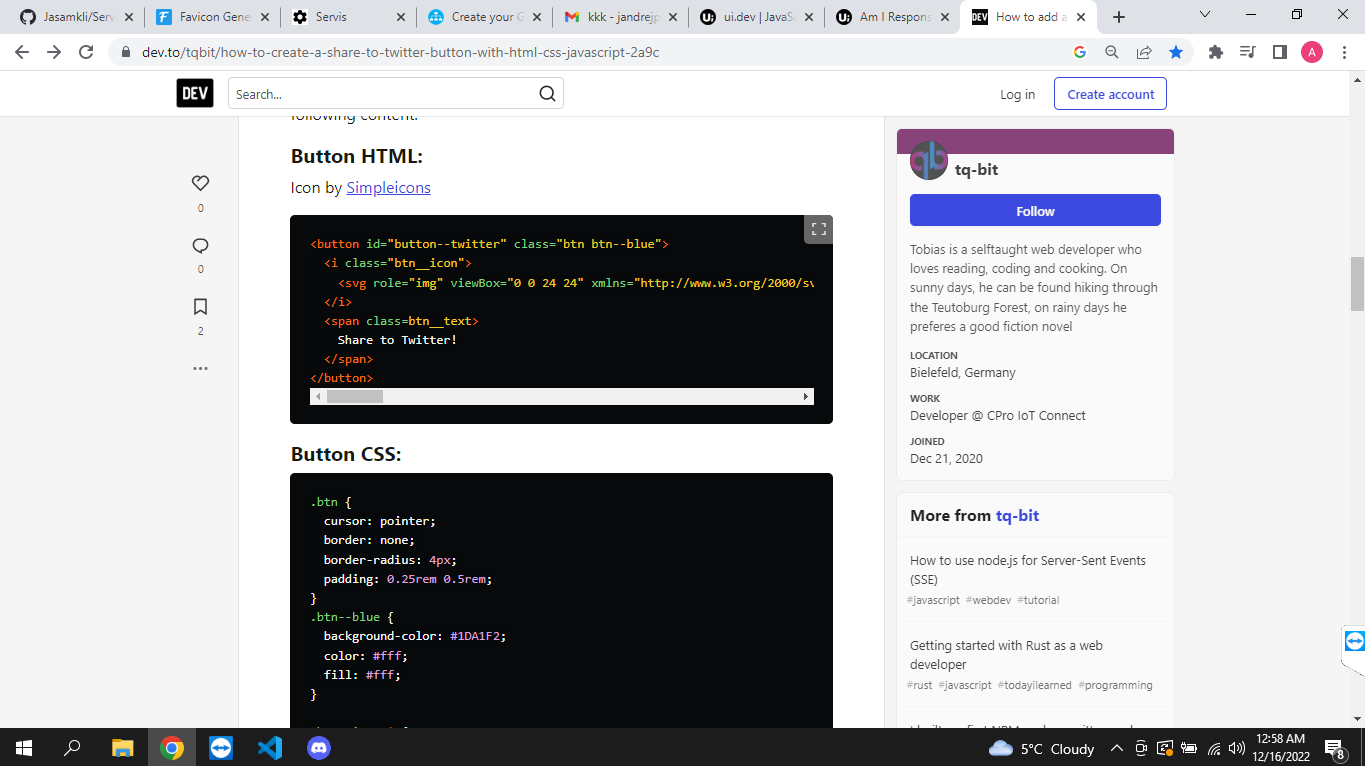 Jasamkli/Serv
Favicon Gene
Servis
Create your G
kkk - jandrejp
ui.dev | JavaSc
Am I Respons
How to add a
dev.to/tqbit/how-to-create-a-share-to-twitter-button-with-html-css-javascript-2a9c
A
DEV
Search...
Log in
Create account
following content:
Button HTML:
Icon by Simpleicons
0
0
2
<button id="button--twitter" class="btn btn--blue">
<i class="btn__icon">
<svg role="img" viewBox="0 0 24 24" xmlns="http://www.w3.org/2000/sv
</i>
<span class=btn__text>
Share to Twitter!
</span>
</button>
Button CSS:
.btn {
cursor: pointer;
border: none;
border-radius: 4px;
padding: 0.25rem 0.5rem;
}
.btn--blue {
background-color: #1DA1F2;
color: #fff;
fill: #fff;
}
tq-bit
Follow
Tobias is a selftaught web developer who
loves reading, coding and cooking. On
sunny days, he can be found hiking through
the Teutoburg Forest, on rainy days he
preferes a good fiction novel
LOCATION
Bielefeld, Germany
WORK
Developer @ CPro IoT Connect
JOINED
Dec 21, 2020
More from tq-bit
How to use node.js for Server-Sent Events
(SSE)
#javascript #webdev #tutorial
Getting started with Rust as a web
developer
#rust #javascript #todayilearned #programming
5°C Cloudy
12:58 AM
12/16/2022
8